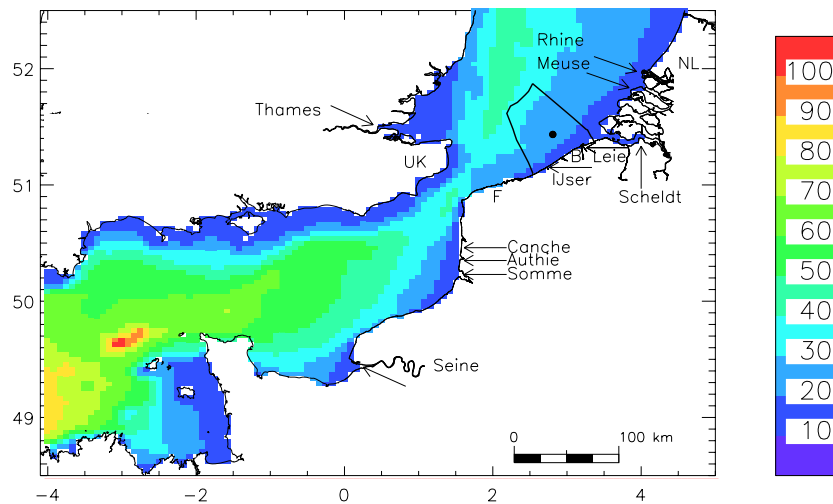 52
51
50
49
-4
-2
0
2
4
Rhine
Meuse
NL
Thames
UK
B Leie
IJser
F
Scheldt
Canche
Authie
Somme
Seine
0 100 km
100
90
80
70
60
50
40
30
20
10